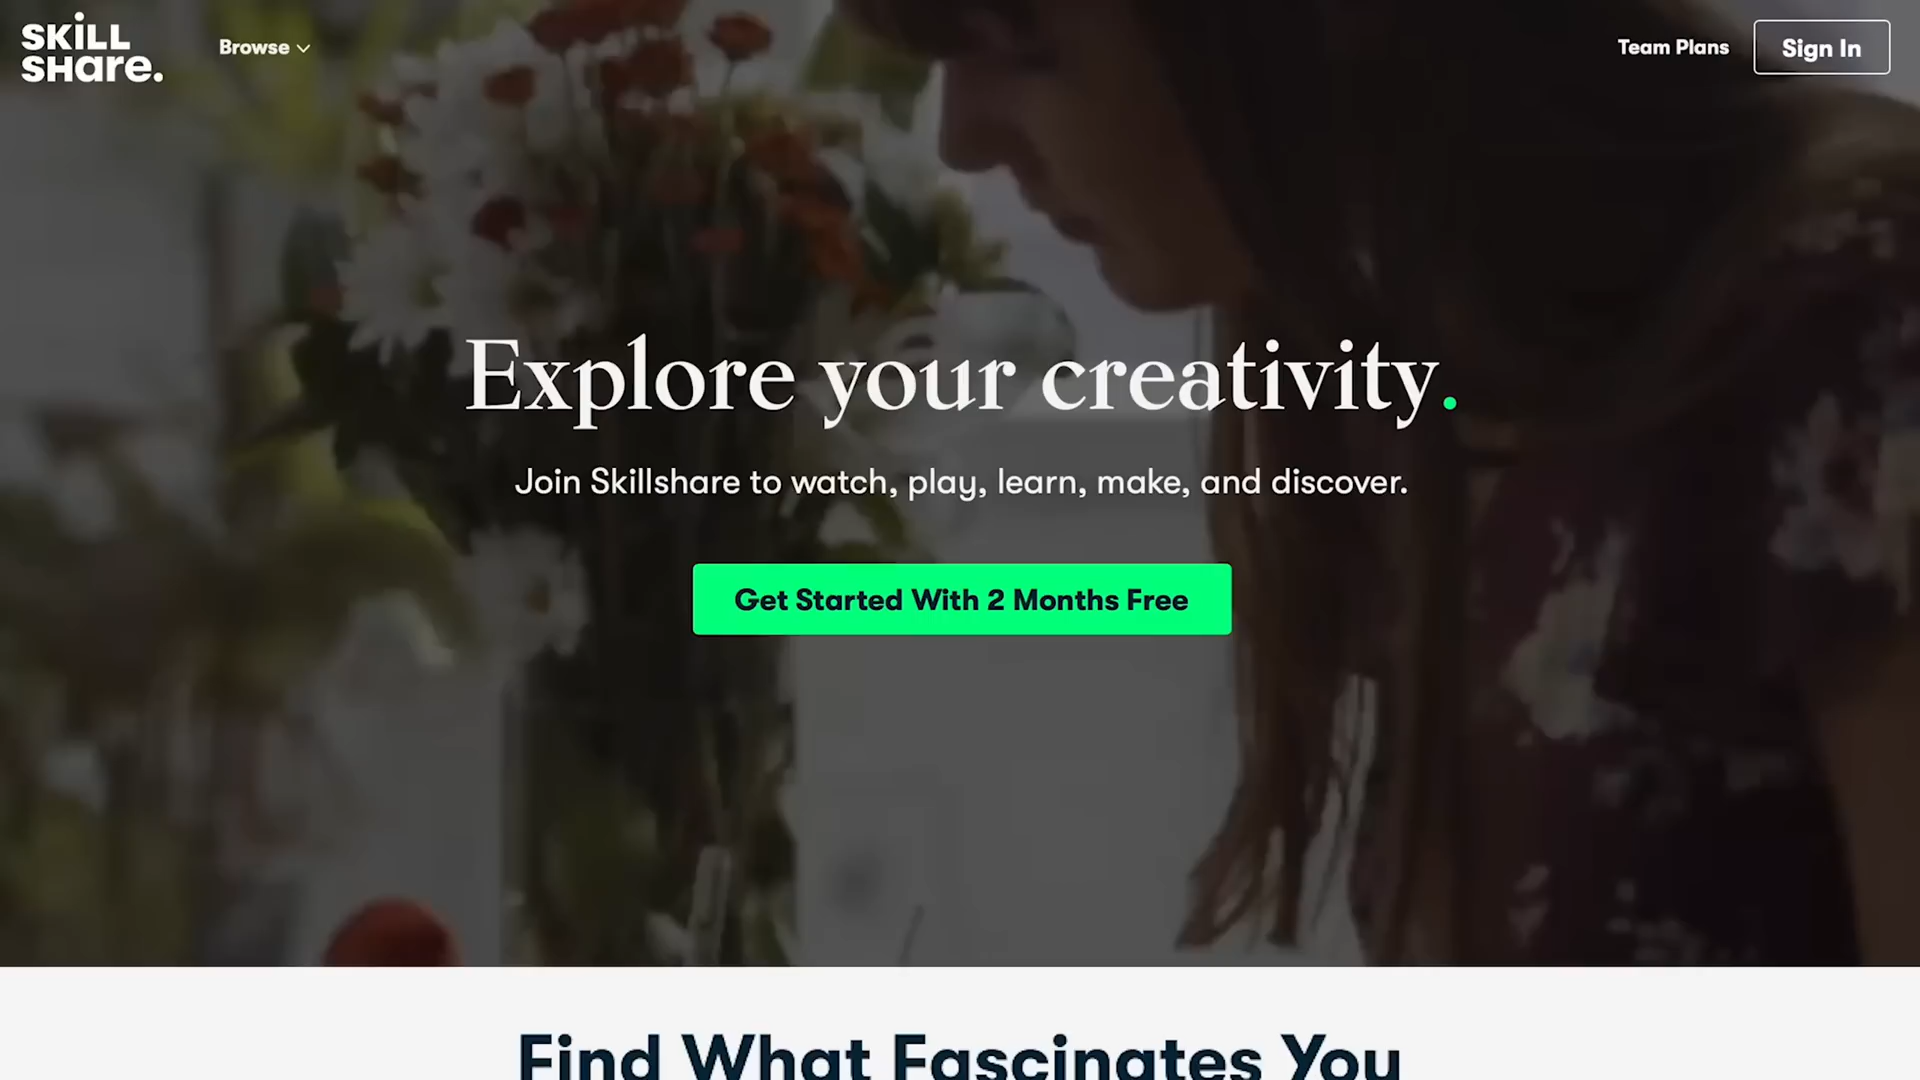 SKiLL
SHare.
Browse
Team Plans
Sign In
Explore your creativity.
Join Skillshare to watch, play, learn, make, and discover.
Get Started With 2 Months Free
Find What Fascinates You